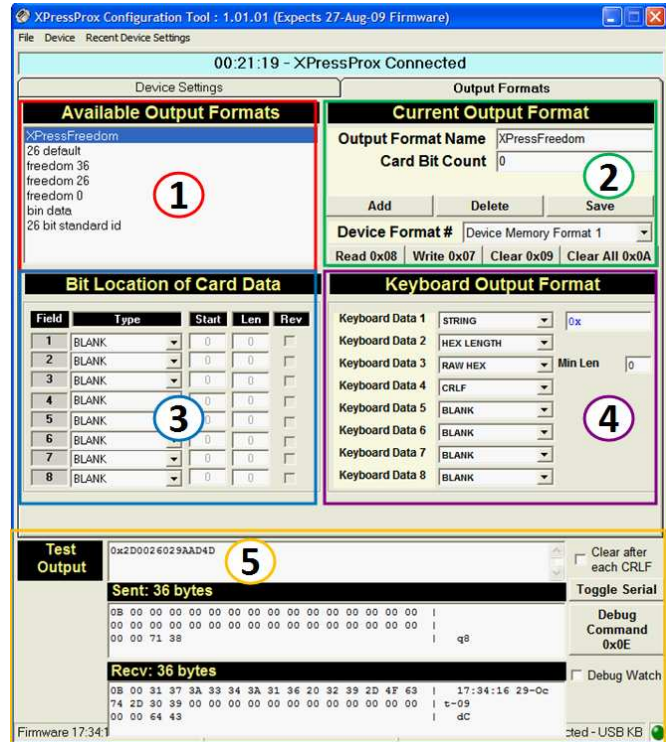 XPressProx Configuration Tool : 1.01.01 (Expects 27-Aug-09 Firmware)
File Device Recent Device Settings
00:21:19 - XPressProx Connected
Device Settings Output Formats
Available Output Formats
XPressFreedom
26 default
freedom 36
freedom 26
freedom 0
bin data
26 bit standard id
1
Current Output Format
Output Format Name XPressFreedom
Card Bit Count 0
2
Add Delete Save
Device Format # Device Memory Format 1
Read 0x08 Write 0x07 Clear 0x09 Clear All 0x0A
Bit Location of Card Data
Field Type Start Len Rev
1 BLANK 0 0
2 BLANK 0 0
3 BLANK 0 0
4 BLANK 0 0
5 BLANK 0 0
6 BLANK 0 0
7 BLANK 0 0
8 BLANK 0 0
3
Keyboard Output Format
Keyboard Data 1 STRING 0x
Keyboard Data 2 HEX LENGTH
Keyboard Data 3 RAW HEX Min Len 0
Keyboard Data 4 CRLF
Keyboard Data 5 BLANK
Keyboard Data 6 BLANK
Keyboard Data 7 BLANK
Keyboard Data 8 BLANK
4
Test Output
0x2D0026029AAD4D
5
Clear after each CRLF
Sent: 36 bytes
Toggle Serial
0B 00 00 00 00 00 00 00 00 00 00 00 00 00 00 00 |
00 00 00 00 00 00 00 00 00 00 00 00 00 00 00 00 |
00 00 71 38 | q8
Debug Command 0x0E
Recv: 36 bytes
Debug Watch
0B 00 31 37 3A 33 34 3A 31 36 20 32 39 2D 4F 63 | 17:34:16 29-Oc
74 2D 30 39 00 00 00 00 00 00 00 00 00 00 00 00 | t-09
00 00 64 43 | dC
Firmware 17:34:1 cted - USB KB